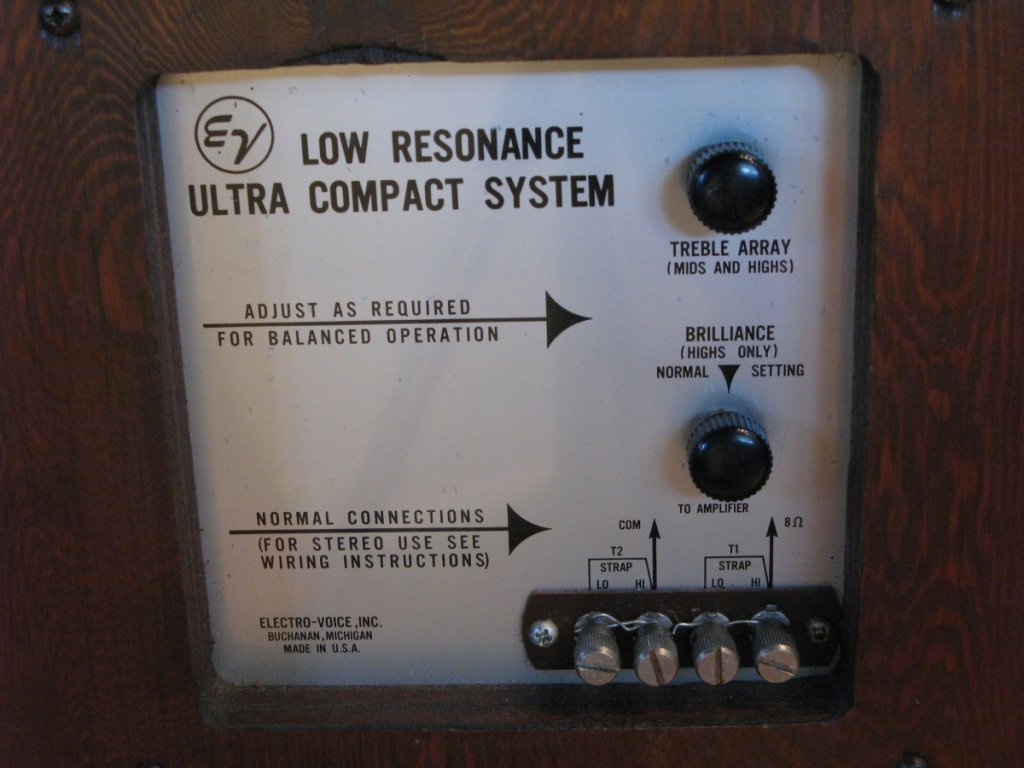 EV
LOW RESONANCE
ULTRA COMPACT SYSTEM
TREBLE ARRAY
(MIDS AND HIGHS)
ADJUST AS REQUIRED
FOR BALANCED OPERATION
BRILLIANCE
(HIGHS ONLY)
NORMAL SETTING
TO AMPLIFIER
COM 8Ω
NORMAL CONNECTIONS
(FOR STEREO USE SEE
WIRING INSTRUCTIONS)
T2 T1
STRAP STRAP
LO HI LO HI
ELECTRO-VOICE, INC.
BUCHANAN, MICHIGAN
MADE IN U.S.A.